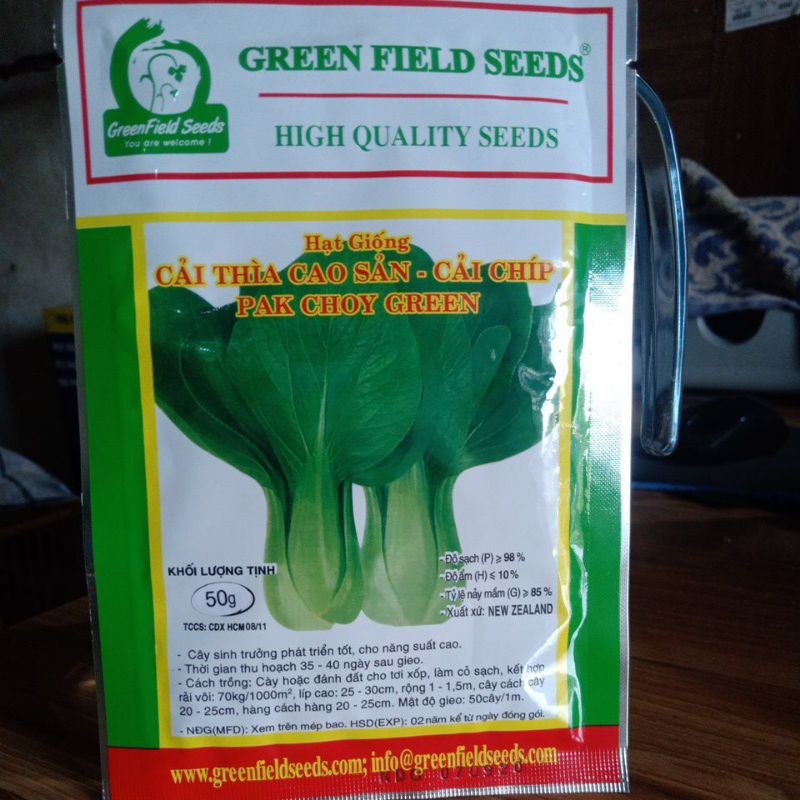 GREEN FIELD SEEDS®
GreenField Seeds
You are welcome !
HIGH QUALITY SEEDS
Hạt Giống
CẢI THÌA CAO SẢN - CẢI CHÍP
PAK CHOY GREEN
KHỐI LƯỢNG TỊNH
50g
TCCS: CDX HCM 08/11
- Độ sạch (P) ≥ 98 %
- Độ ẩm (H) ≤ 10 %
- Tỷ lệ nảy mầm (G) ≥ 85 %
- Xuất xứ: NEW ZEALAND
- Cây sinh trưởng phát triển tốt, cho năng suất cao.
- Thời gian thu hoạch 35 - 40 ngày sau gieo.
- Cách trồng: Cày hoặc đánh đất cho tơi xốp, làm cỏ sạch, kết hợp
rải vôi: 70kg/1000m², líp cao: 25 - 30cm, rộng 1 - 1,5m, cây cách cây
20 - 25cm, hàng cách hàng 20 - 25cm. Mật độ gieo: 50cây/1m.
- NĐG(MFD): Xem trên mép bao. HSD(EXP): 02 năm kể từ ngày đóng gói.
www.greenfieldseeds.com; info@greenfieldseeds.com
NDG 070920